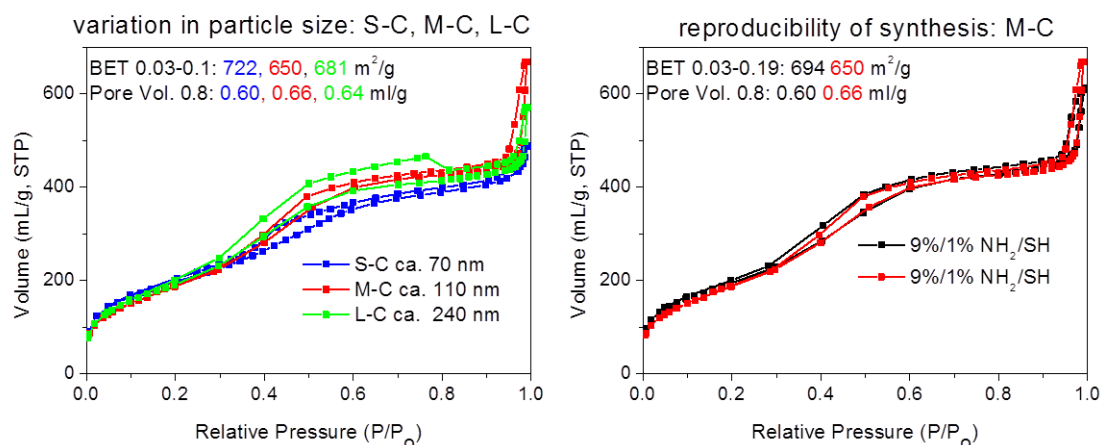 variation in particle size: S-C, M-C, L-C
BET 0.03-0.1: 722, 650, 681 m²/g
Pore Vol. 0.8: 0.60, 0.66, 0.64 ml/g
600
400
200
0
Volume (mL/g, STP)
S-C ca. 70 nm
M-C ca. 110 nm
L-C ca. 240 nm
0.0 0.2 0.4 0.6 0.8 1.0
Relative Pressure (P/P₀)
reproducibility of synthesis: M-C
BET 0.03-0.19: 694 650 m²/g
Pore Vol. 0.8: 0.60 0.66 ml/g
600
400
200
0
Volume (mL/g, STP)
9%/1% NH₂/SH
9%/1% NH₂/SH
0.0 0.2 0.4 0.6 0.8 1.0
Relative Pressure (P/P₀)